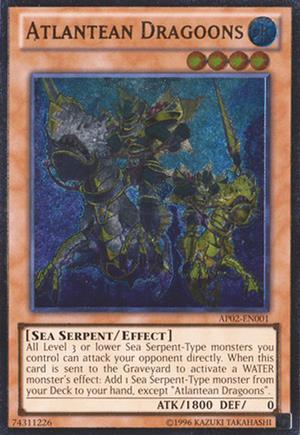 ATLANTEAN DRAGOONS
AP02-EN001
[SEA SERPENT/EFFECT]
All Level 3 or lower Sea Serpent-Type monsters you
control can attack your opponent directly. When this
card is sent to the Graveyard to activate a WATER
monster's effect: Add 1 Sea Serpent-Type monster from
your Deck to your hand, except "Atlantean Dragoons".
ATK/1800 DEF/ 0
74311226
©1996 KAZUKI TAKAHASHI